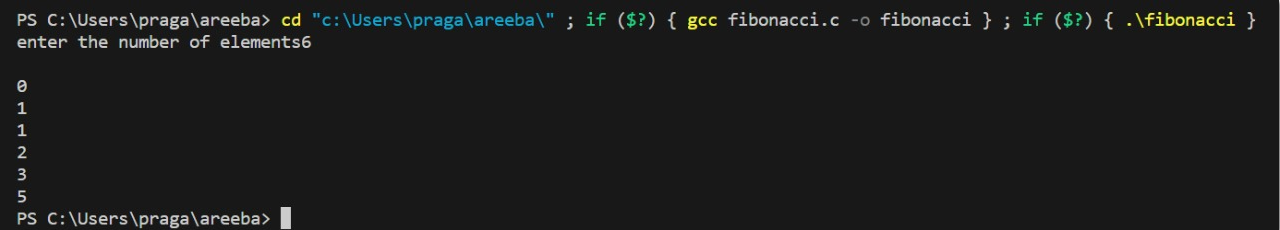 PS C:\Users\praga\areeba> cd "c:\Users\praga\areeba\" ; if ($?) { gcc fibonacci.c -o fibonacci } ; if ($?) { .\fibonacci }
enter the number of elements6
0
1
1
2
3
5
PS C:\Users\praga\areeba>